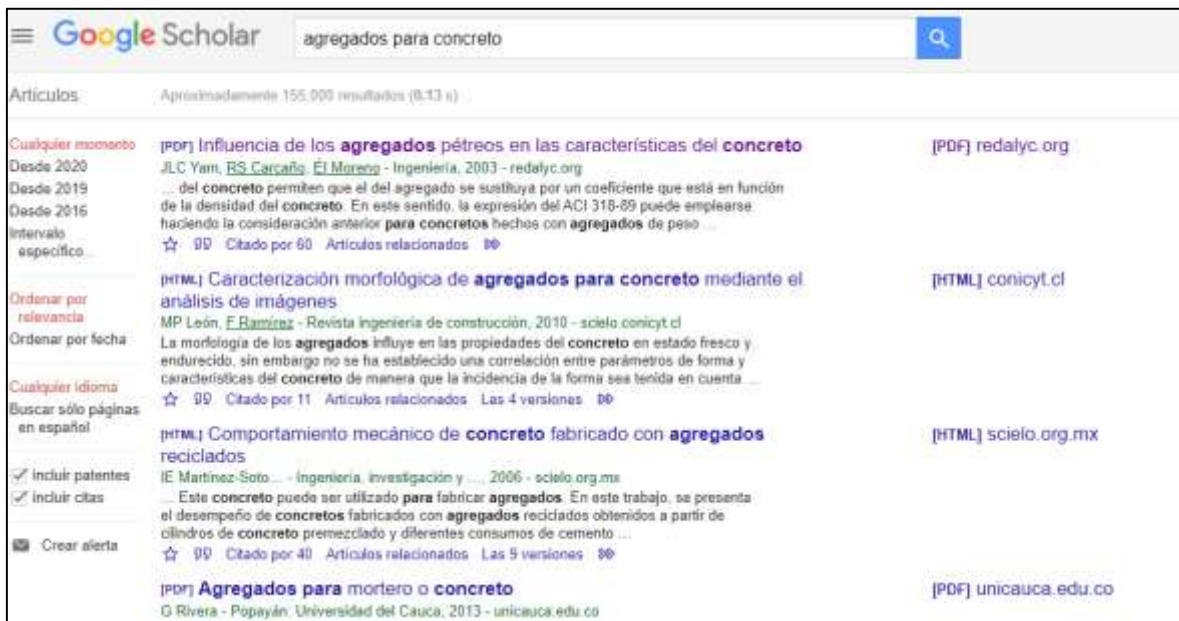 Google Scholar
agregados para concreto
Artículos
Aproximadamente 155.000 resultados (0.13 s)
Cualquier momento
Desde 2020
Desde 2019
Desde 2016
Intervalo
específico...
Ordenar por
relevancia
Ordenar por fecha
Cualquier idioma
Buscar sólo páginas
en español
incluir patentes
incluir citas
Crear alerta
[PDF] Influencia de los agregados pétreos en las características del concreto
JLC Yam, RS Carcaño, ÉI Moreno - Ingeniería, 2003 - redalyc.org
... del concreto permiten que el del agregado se sustituya por un coeficiente que está en función
de la densidad del concreto. En este sentido, la expresión del ACI 318-89 puede emplearse
haciendo la consideración anterior para concretos hechos con agregados de peso ...
Citado por 60 Artículos relacionados
[PDF] redalyc.org
[HTML] Caracterización morfológica de agregados para concreto mediante el
análisis de imágenes
MP León, F Ramírez - Revista ingeniería de construcción, 2010 - scielo.conicyt.cl
La morfología de los agregados influye en las propiedades del concreto en estado fresco y
endurecido, sin embargo no se ha establecido una correlación entre parámetros de forma y
características del concreto de manera que la incidencia de la forma sea tenida en cuenta ...
Citado por 11 Artículos relacionados Las 4 versiones
[HTML] conicyt.cl
[HTML] Comportamiento mecánico de concreto fabricado con agregados
reciclados
IE Martínez-Soto... - Ingeniería, investigación y ..., 2006 - scielo.org.mx
... Este concreto puede ser utilizado para fabricar agregados. En este trabajo, se presenta
el desempeño de concretos fabricados con agregados reciclados obtenidos a partir de
cilindros de concreto premezclado y diferentes consumos de cemento ...
Citado por 40 Artículos relacionados Las 9 versiones
[HTML] scielo.org.mx
[PDF] Agregados para mortero o concreto
G Rivera - Popayán: Universidad del Cauca, 2013 - unicauca.edu.co
[PDF] unicauca.edu.co